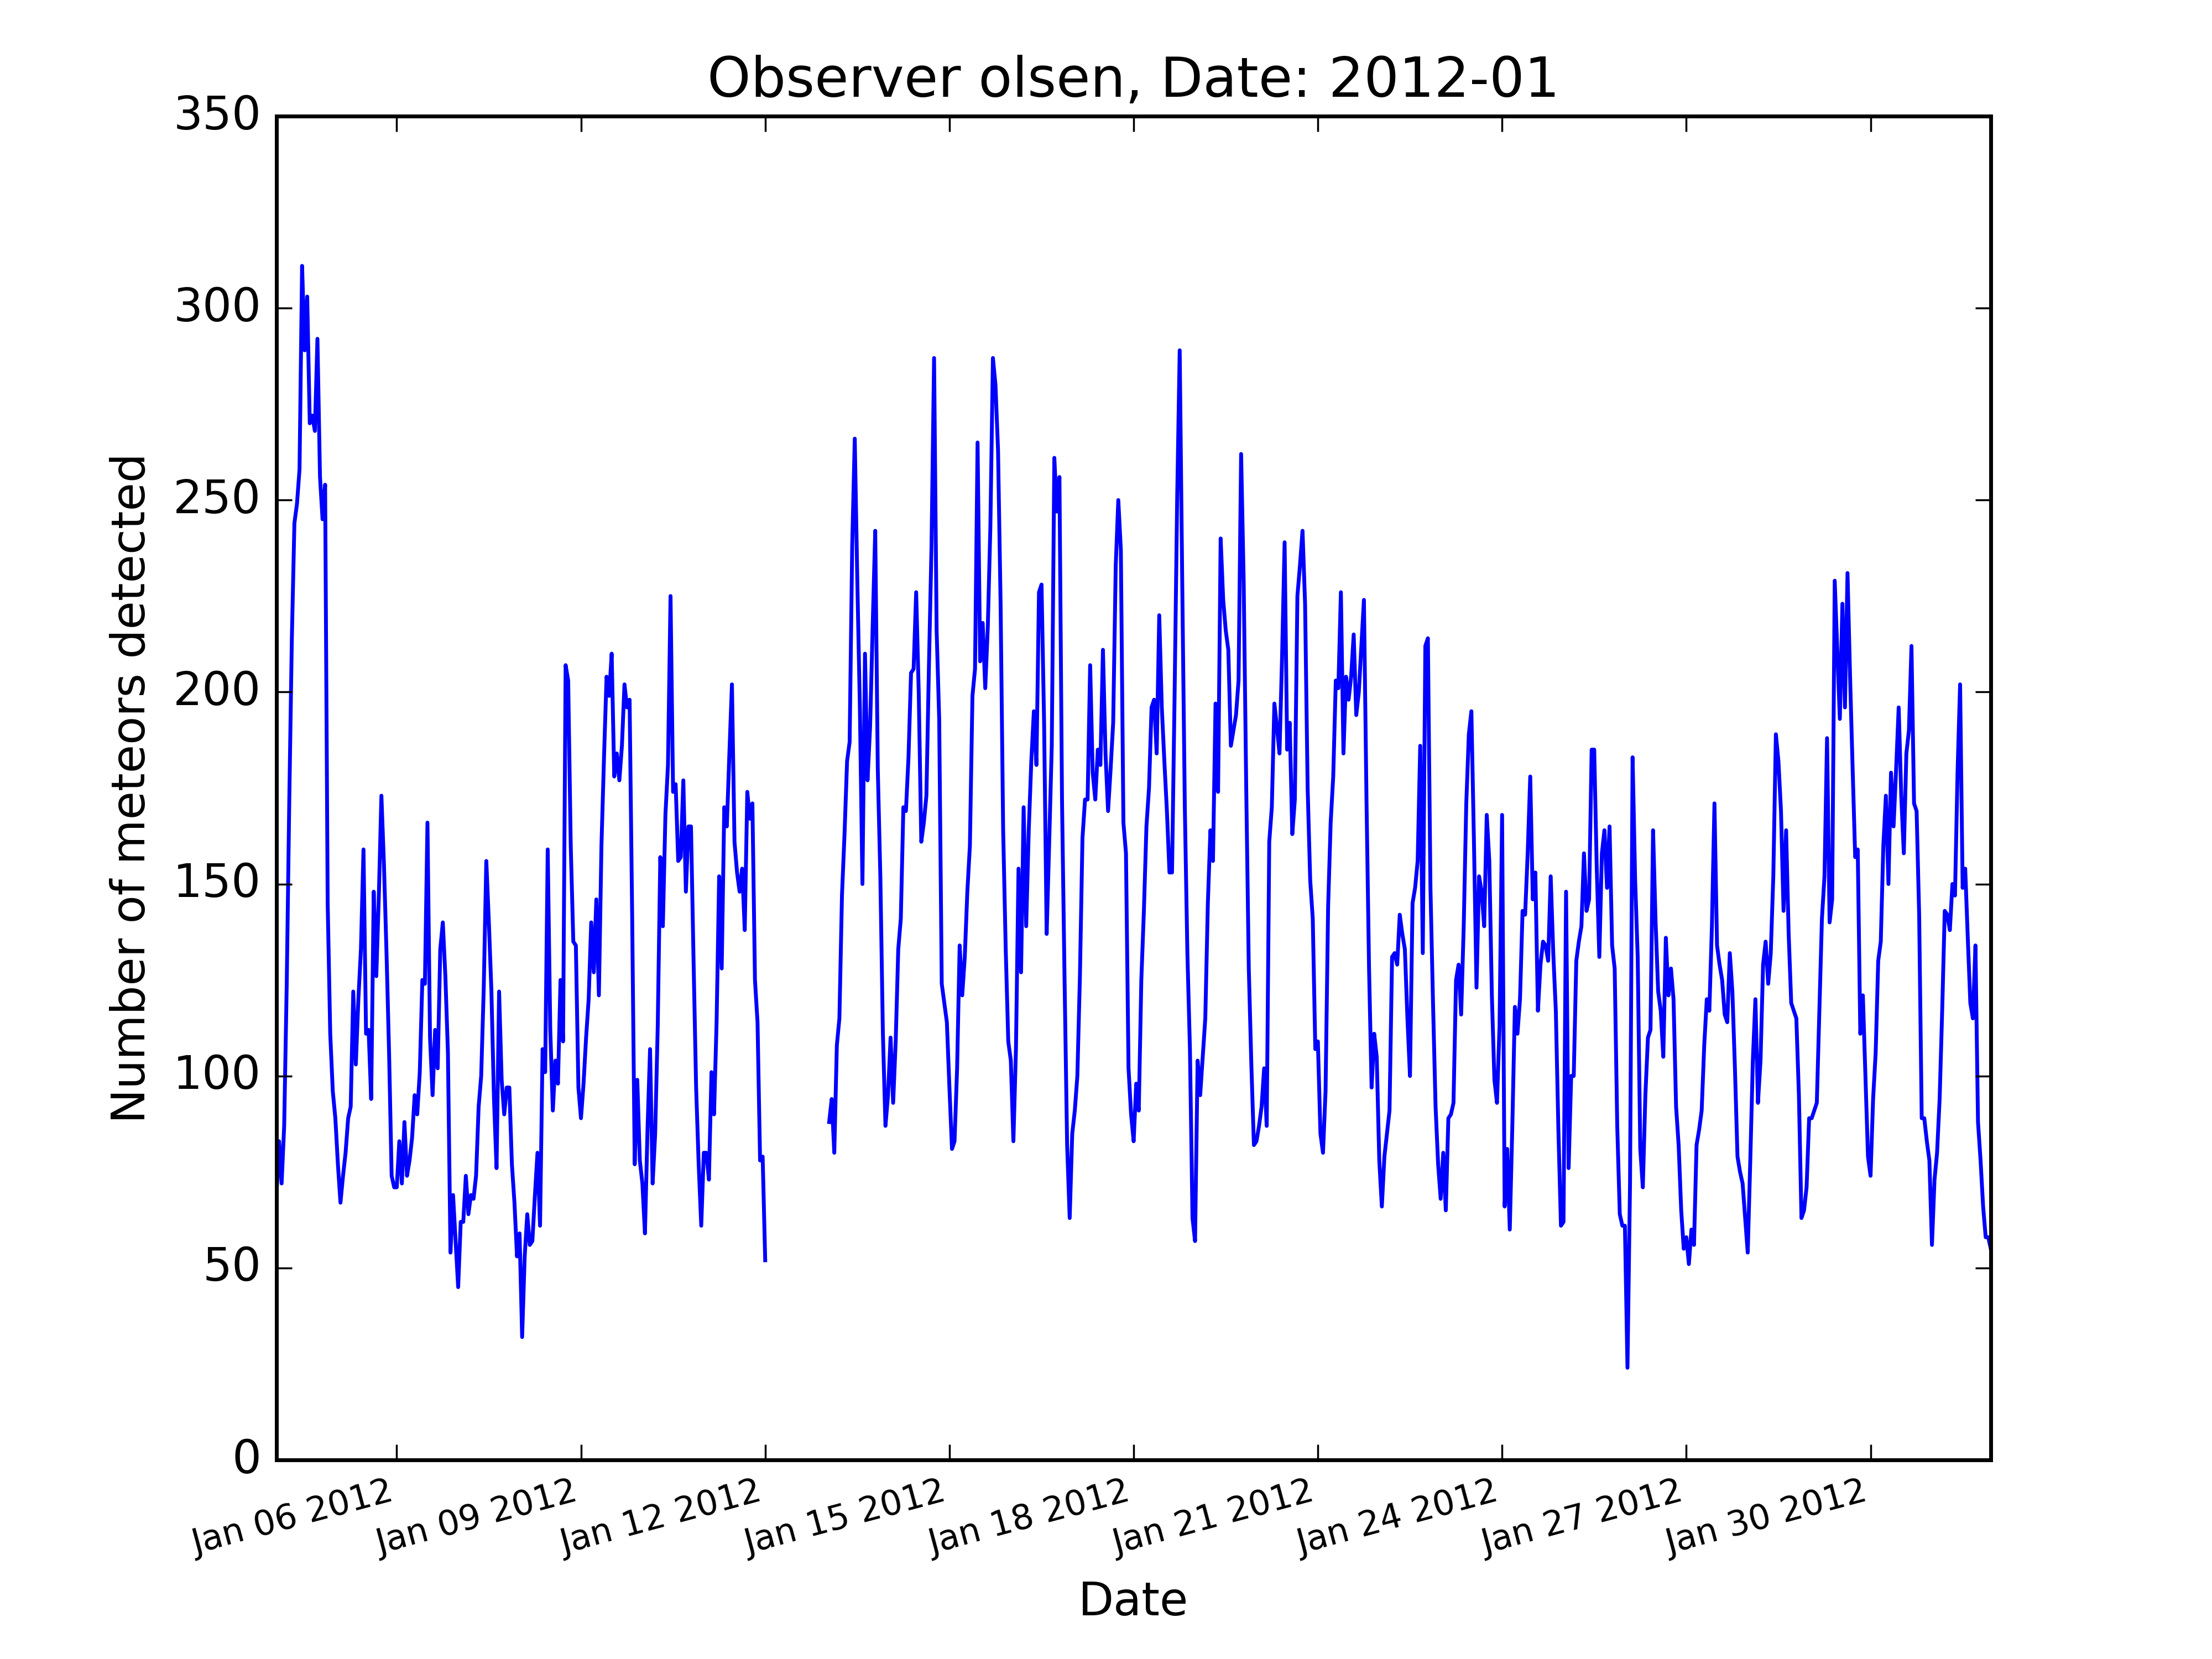 Observer olsen, Date: 2012-01
350
300
250
200
150
100
50
0
Number of meteors detected
Jan 06 2012
Jan 09 2012
Jan 12 2012
Jan 15 2012
Jan 18 2012
Jan 21 2012
Jan 24 2012
Jan 27 2012
Jan 30 2012
Date